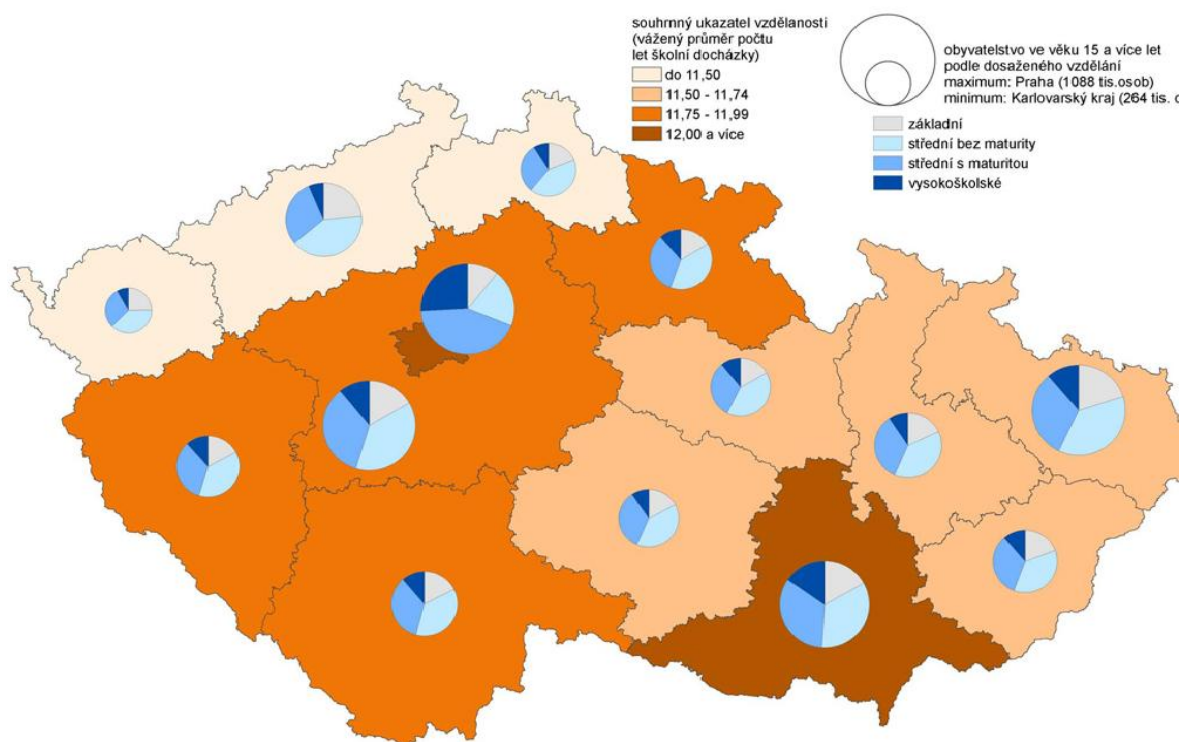 souhrnný ukazatel vzdělanosti
(vážený průměr počtu
let školní docházky)
do 11,50
11,50 - 11,74
11,75 - 11,99
12,00 a více
obyvatelstvo ve věku 15 a více let
podle dosaženého vzdělání
maximum: Praha (1088 tis.osob)
minimum: Karlovarský kraj (264 tis. o
základní
střední bez maturity
střední s maturitou
vysokoškolské